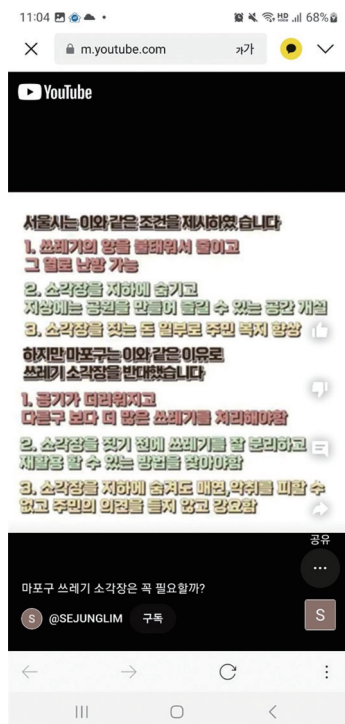 11:04
68%
m.youtube.com
가가
YouTube
서울시는 이와 같은 조건을 제시하였 습니다
1. 쓰레기의 양을 불태워서 줄이고
그 열로 난방 가능
2. 소각장을 지하에 숨기고
지상에는 공원을 만들어 즐길 수 있는 공간 개설
3. 소각장을 짓는 돈 일부로 주민 복지 향상
하지만 마포구는 이와 같은 이유로
쓰레기 소각장을 반대했습니다
1. 공기가 더러워지고
다른구 보다 더 많은 쓰레기를 처리해야함
2. 소각장을 짓기 전에 쓰레기를 잘 분리하고
재활용 할 수 있는 방법을 찾아야함
3. 소각장을 지하에 숨겨도 매연,악취를 피할 수
없고 주민의 의견을 듣지 않고 강요함
공유
마포구 쓰레기 소각장은 꼭 필요할까?
S @SEJUNGLIM 구독
S